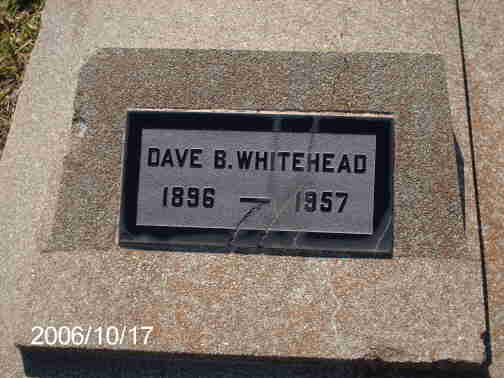 DAVE B. WHITEHEAD
1896 — 1957
2006/10/17